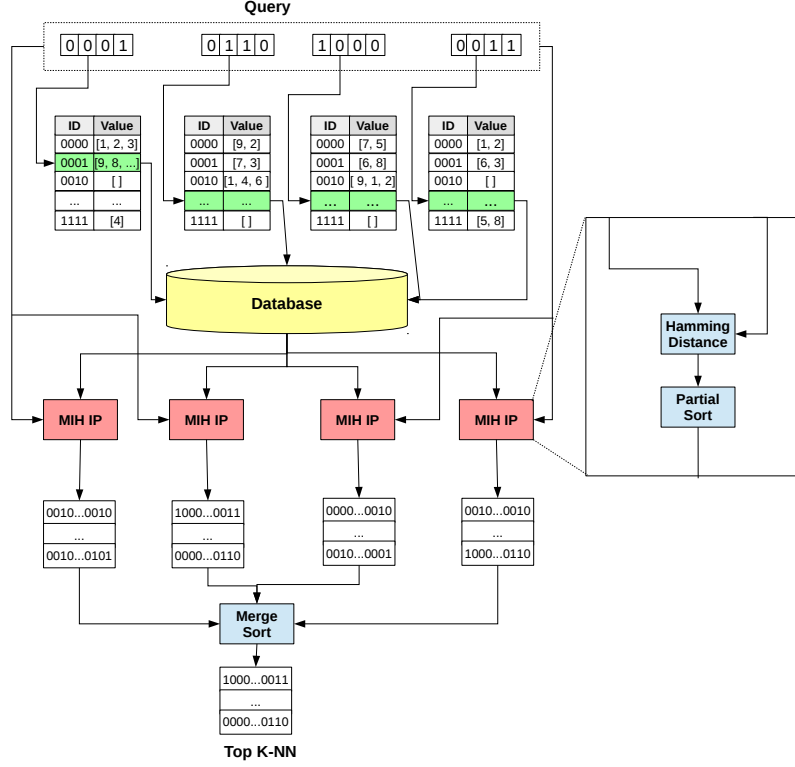 Query
0 0 0 1 0 1 1 0 1 0 0 0 0 0 1 1
ID Value ID Value ID Value ID Value
0000 [1, 2, 3] 0000 [9, 2] 0000 [7, 5] 0000 [1, 2]
0001 [9, 8, ...] 0001 [7, 3] 0001 [6, 8] 0001 [6, 3]
0010 [ ] 0010 [1, 4, 6 ] 0010 [ 9, 1, 2] 0010 [ ]
... ... ... ... ... ... ... ...
1111 [4] 1111 [ ] 1111 [ ] 1111 [5, 8]
Database
Hamming
Distance
Partial
Sort
MIH IP MIH IP MIH IP MIH IP
0010...0010 1000...0011 0000...0010 0010...0010
... ... ... ...
0010...0101 0000...0110 0010...0001 1000...0110
Merge
Sort
1000...0011
...
0000...0110
Top K-NN